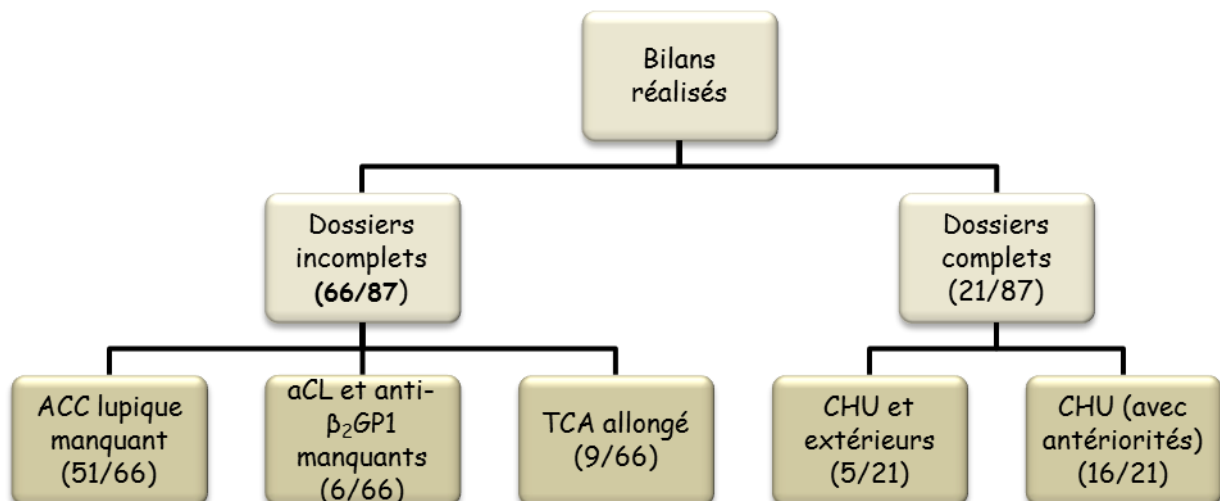 Bilans
réalisés
Dossiers
incomplets
(66/87)
Dossiers
complets
(21/87)
ACC lupique
manquant
(51/66)
aCL et anti-
β₂GP1
manquants
(6/66)
TCA allongé
(9/66)
CHU et
extérieurs
(5/21)
CHU (avec
antériorités)
(16/21)